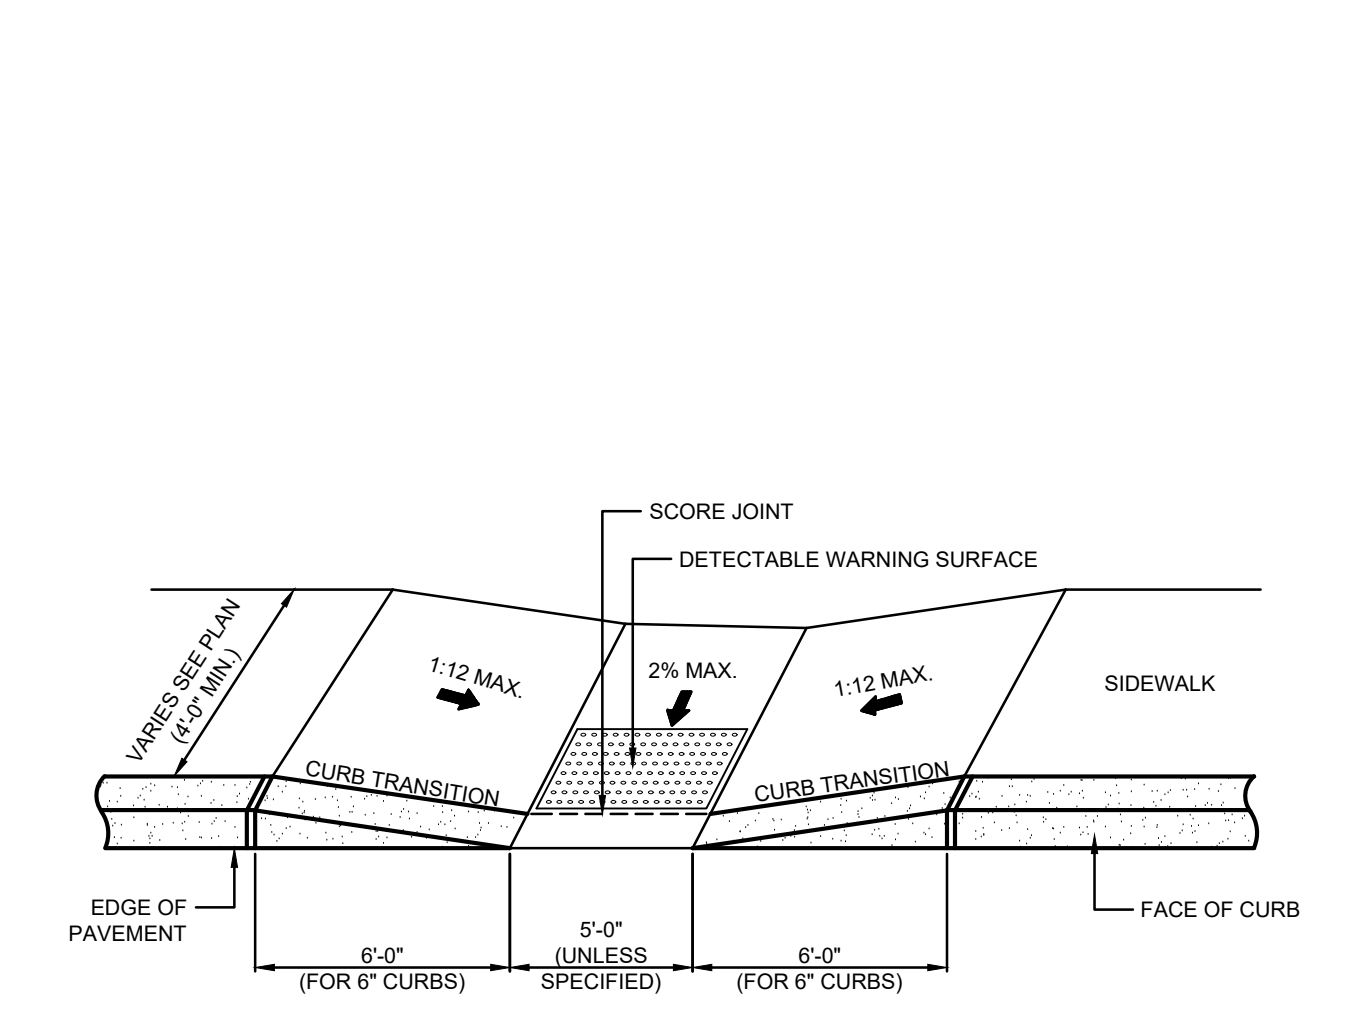 SCORE JOINT
DETECTABLE WARNING SURFACE
VARIES SEE PLAN
(4'-0" MIN.)
1:12 MAX.
2% MAX.
1:12 MAX.
SIDEWALK
CURB TRANSITION
CURB TRANSITION
EDGE OF
PAVEMENT
FACE OF CURB
6'-0"
(FOR 6" CURBS)
5'-0"
(UNLESS
SPECIFIED)
6'-0"
(FOR 6" CURBS)